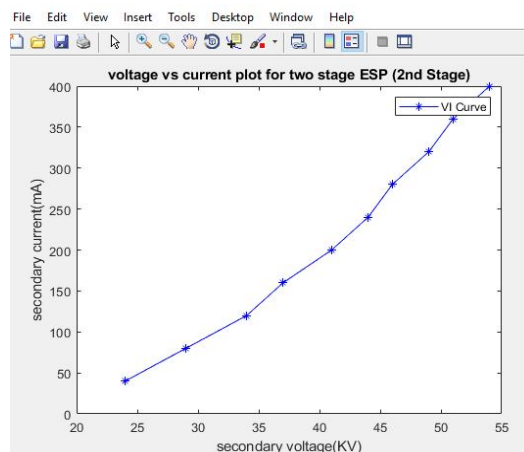 File Edit View Insert Tools Desktop Window Help
voltage vs current plot for two stage ESP (2nd Stage)
VI Curve
400
350
300
250
200
150
100
50
0
secondary current(mA)
20 25 30 35 40 45 50 55
secondary voltage(KV)